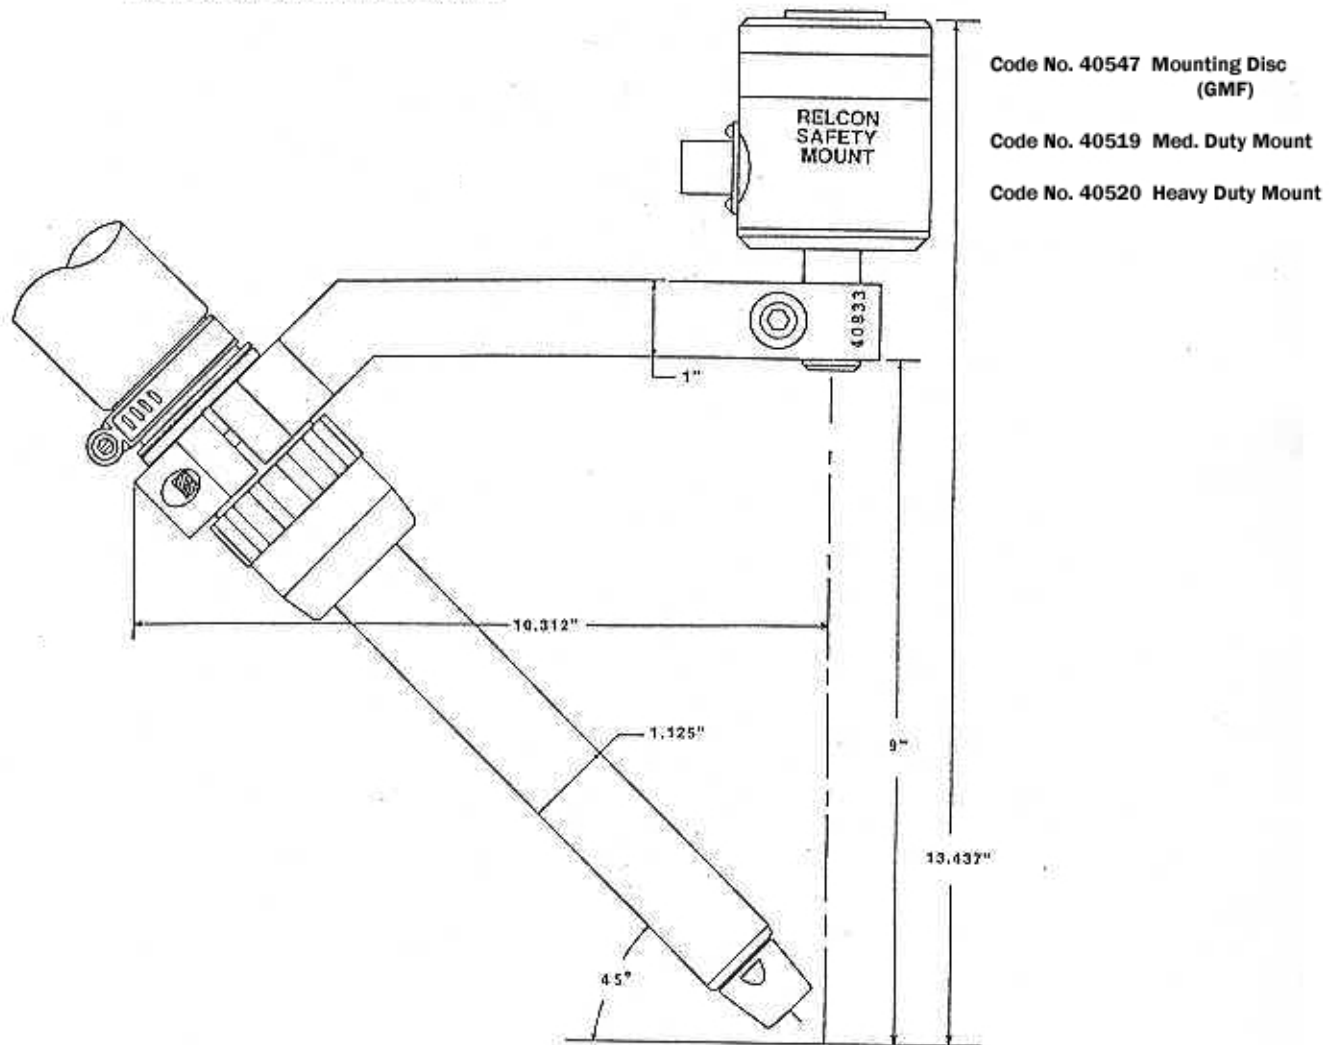 Code No. 40547 Mounting Disc
(GMF)
RELCON
SAFETY
MOUNT
Code No. 40519 Med. Duty Mount
Code No. 40520 Heavy Duty Mount
40833
1"
10.312"
1.125"
9"
13.437"
45°